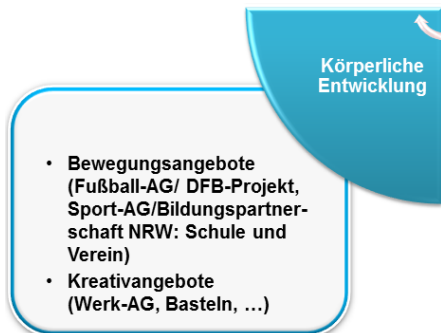 Körperliche
Entwicklung
• Bewegungsangebote
(Fußball-AG/ DFB-Projekt,
Sport-AG/Bildungspartner-
schaft NRW: Schule und
Verein)
• Kreativangebote
(Werk-AG, Basteln, …)